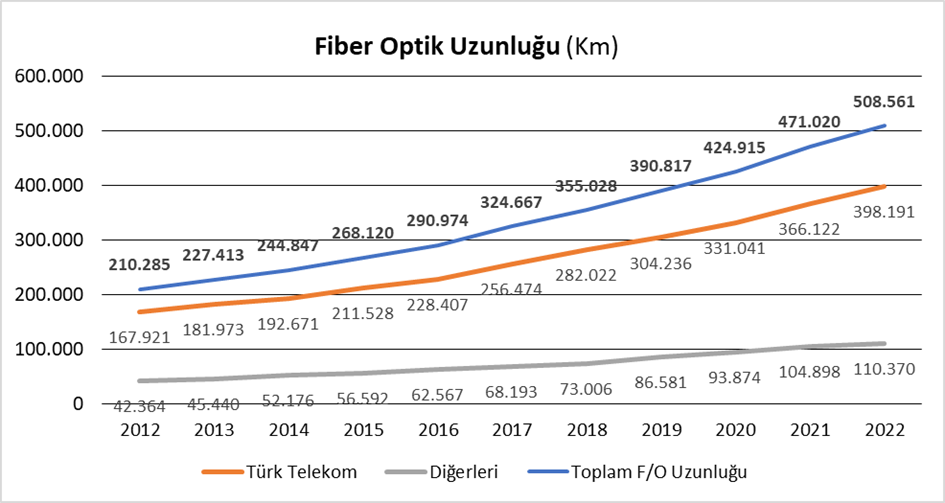 Fiber Optik Uzunluğu (Km)
600.000
500.000
400.000
300.000
200.000
100.000
0
210.285 227.413 244.847 268.120 290.974 324.667 355.028 390.817 424.915 471.020 508.561
167.921 181.973 192.671 211.528 228.407 256.474 282.022 304.236 331.041 366.122 398.191
42.364 45.440 52.176 56.592 62.567 68.193 73.006 86.581 93.874 104.898 110.370
2012 2013 2014 2015 2016 2017 2018 2019 2020 2021 2022
Türk Telekom Diğerleri Toplam F/O Uzunluğu